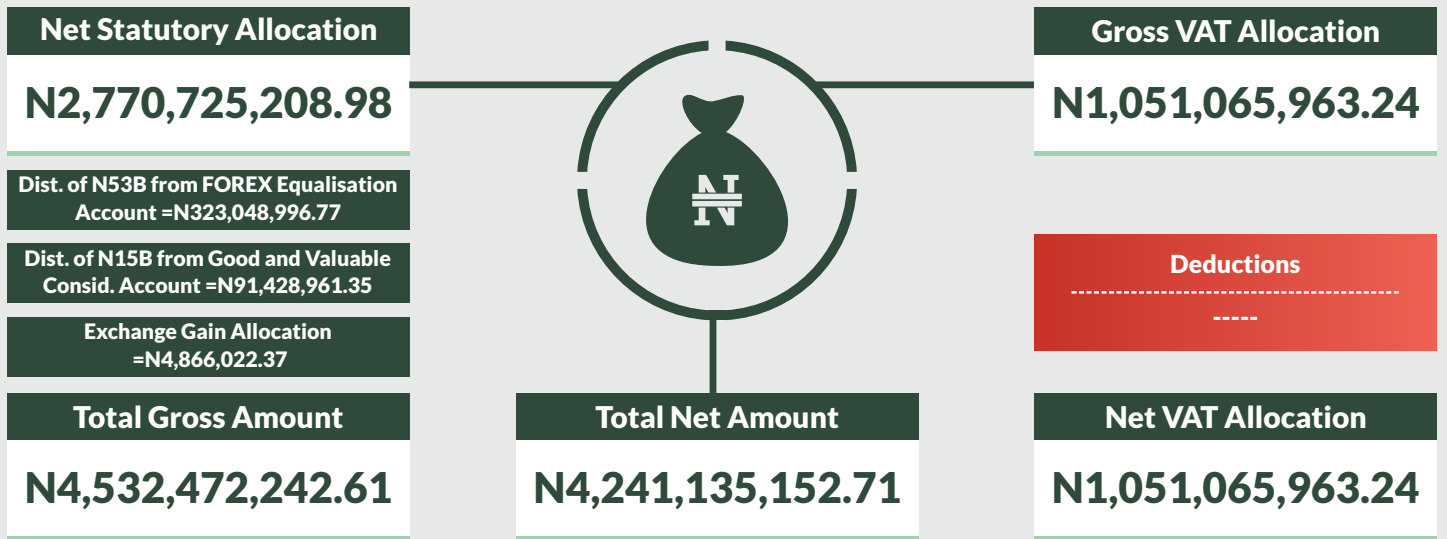 Net Statutory Allocation
N2,770,725,208.98
Dist. of N53B from FOREX Equalisation
Account =N323,048,996.77
Dist. of N15B from Good and Valuable
Consid. Account =N91,428,961.35
Exchange Gain Allocation
=N4,866,022.37
Total Gross Amount
N4,532,472,242.61
₦
Total Net Amount
N4,241,135,152.71
Gross VAT Allocation
N1,051,065,963.24
Deductions
--------------------------------------------
-----
Net VAT Allocation
N1,051,065,963.24